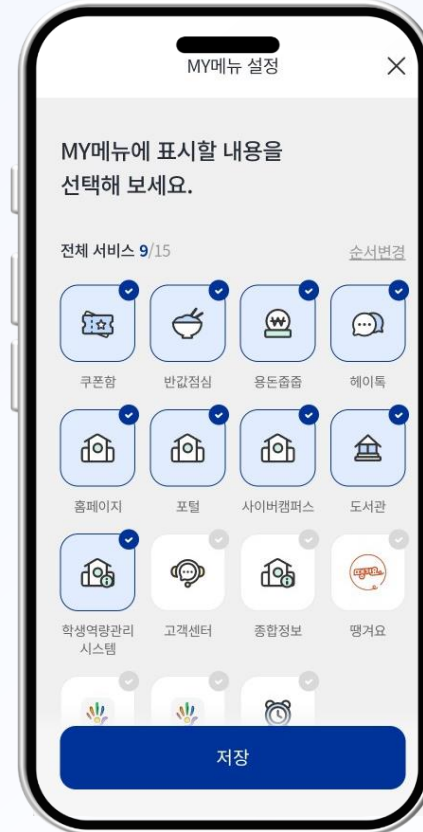 MY메뉴 설정
MY메뉴에 표시할 내용을
선택해 보세요.
전체 서비스 9/15
순서변경
쿠폰함
반값점심
용돈줍줍
헤이톡
홈페이지
포털
사이버캠퍼스
도서관
학생역량관리
시스템
고객센터
종합정보
땡겨요
땡겨요
저장